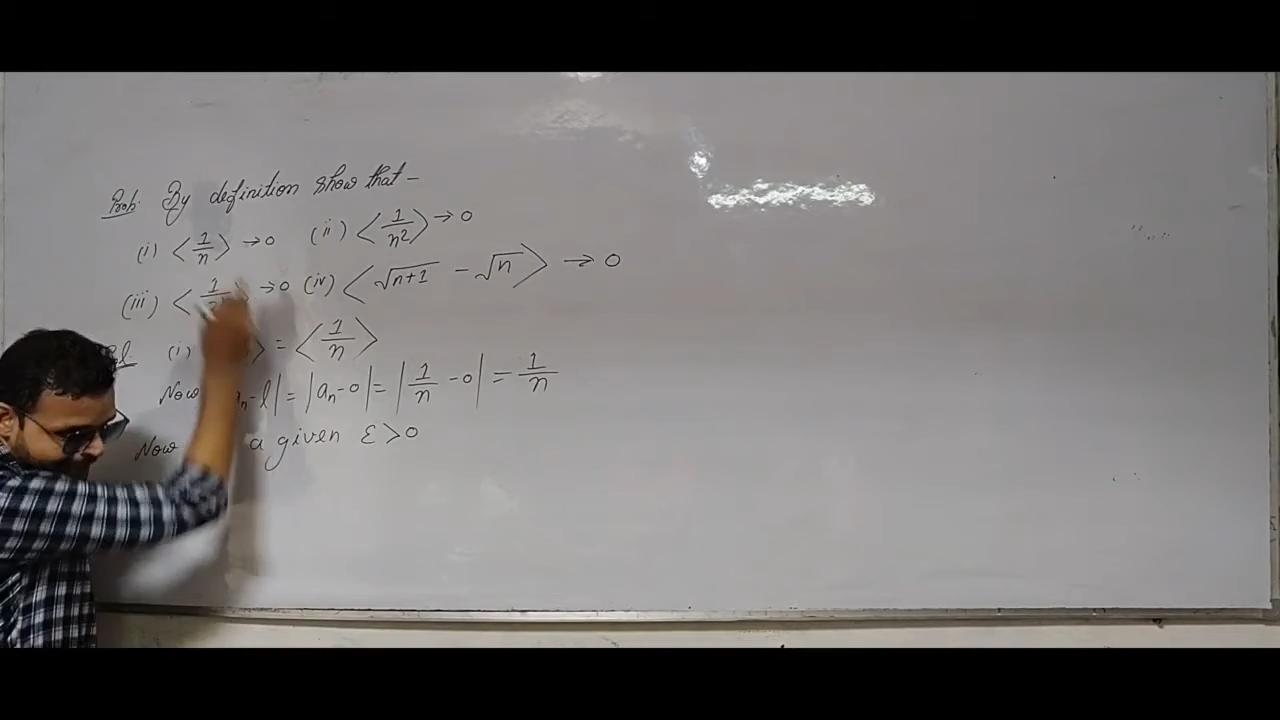 Prob. By definition show that -
(i) <1/n> → 0 (ii) <1/n²> → 0
(iii) <1/ → 0 (iv) <√n+1 - √n> → 0
(i) > = <1/n>
Now aₙ-l| = |aₙ-0| = |1/n - 0| = 1/n
Now a given ε > 0